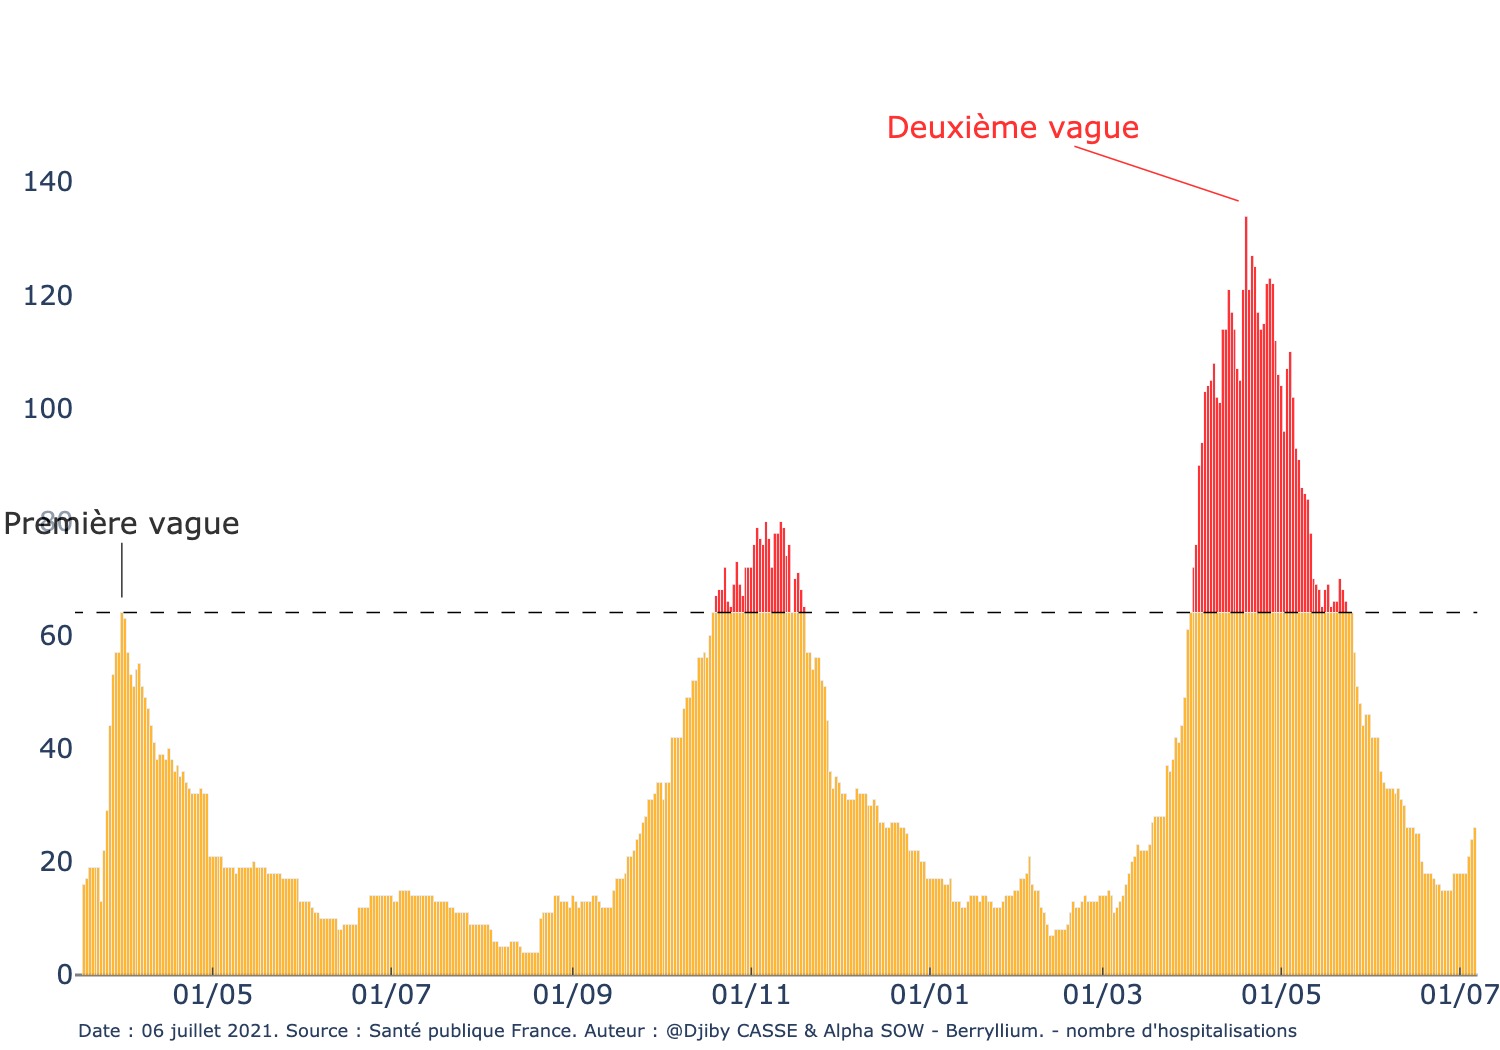 Deuxième vague
140
120
100
80
Première vague
60
40
20
0
01/05 01/07 01/09 01/11 01/01 01/03 01/05 01/07
Date : 06 juillet 2021. Source : Santé publique France. Auteur : @Djiby CASSE & Alpha SOW - Berryllium. - nombre d'hospitalisations